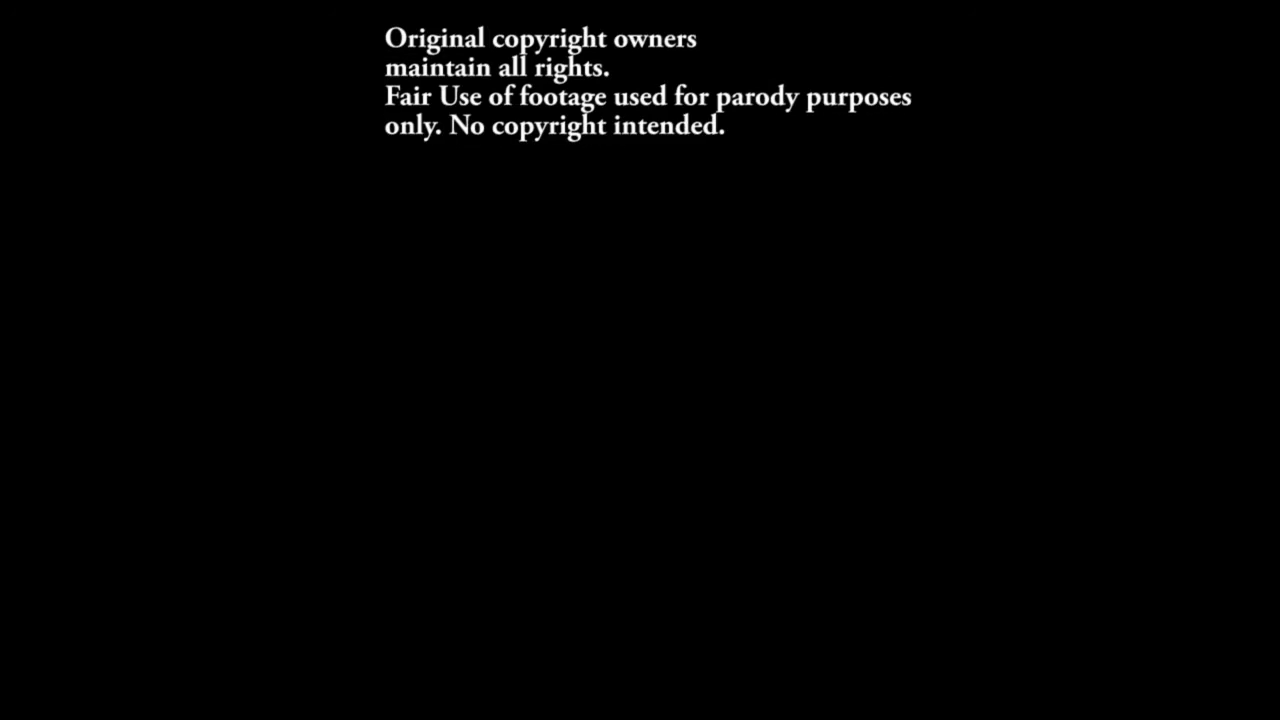 Original copyright owners
maintain all rights.
Fair Use of footage used for parody purposes
only. No copyright intended.